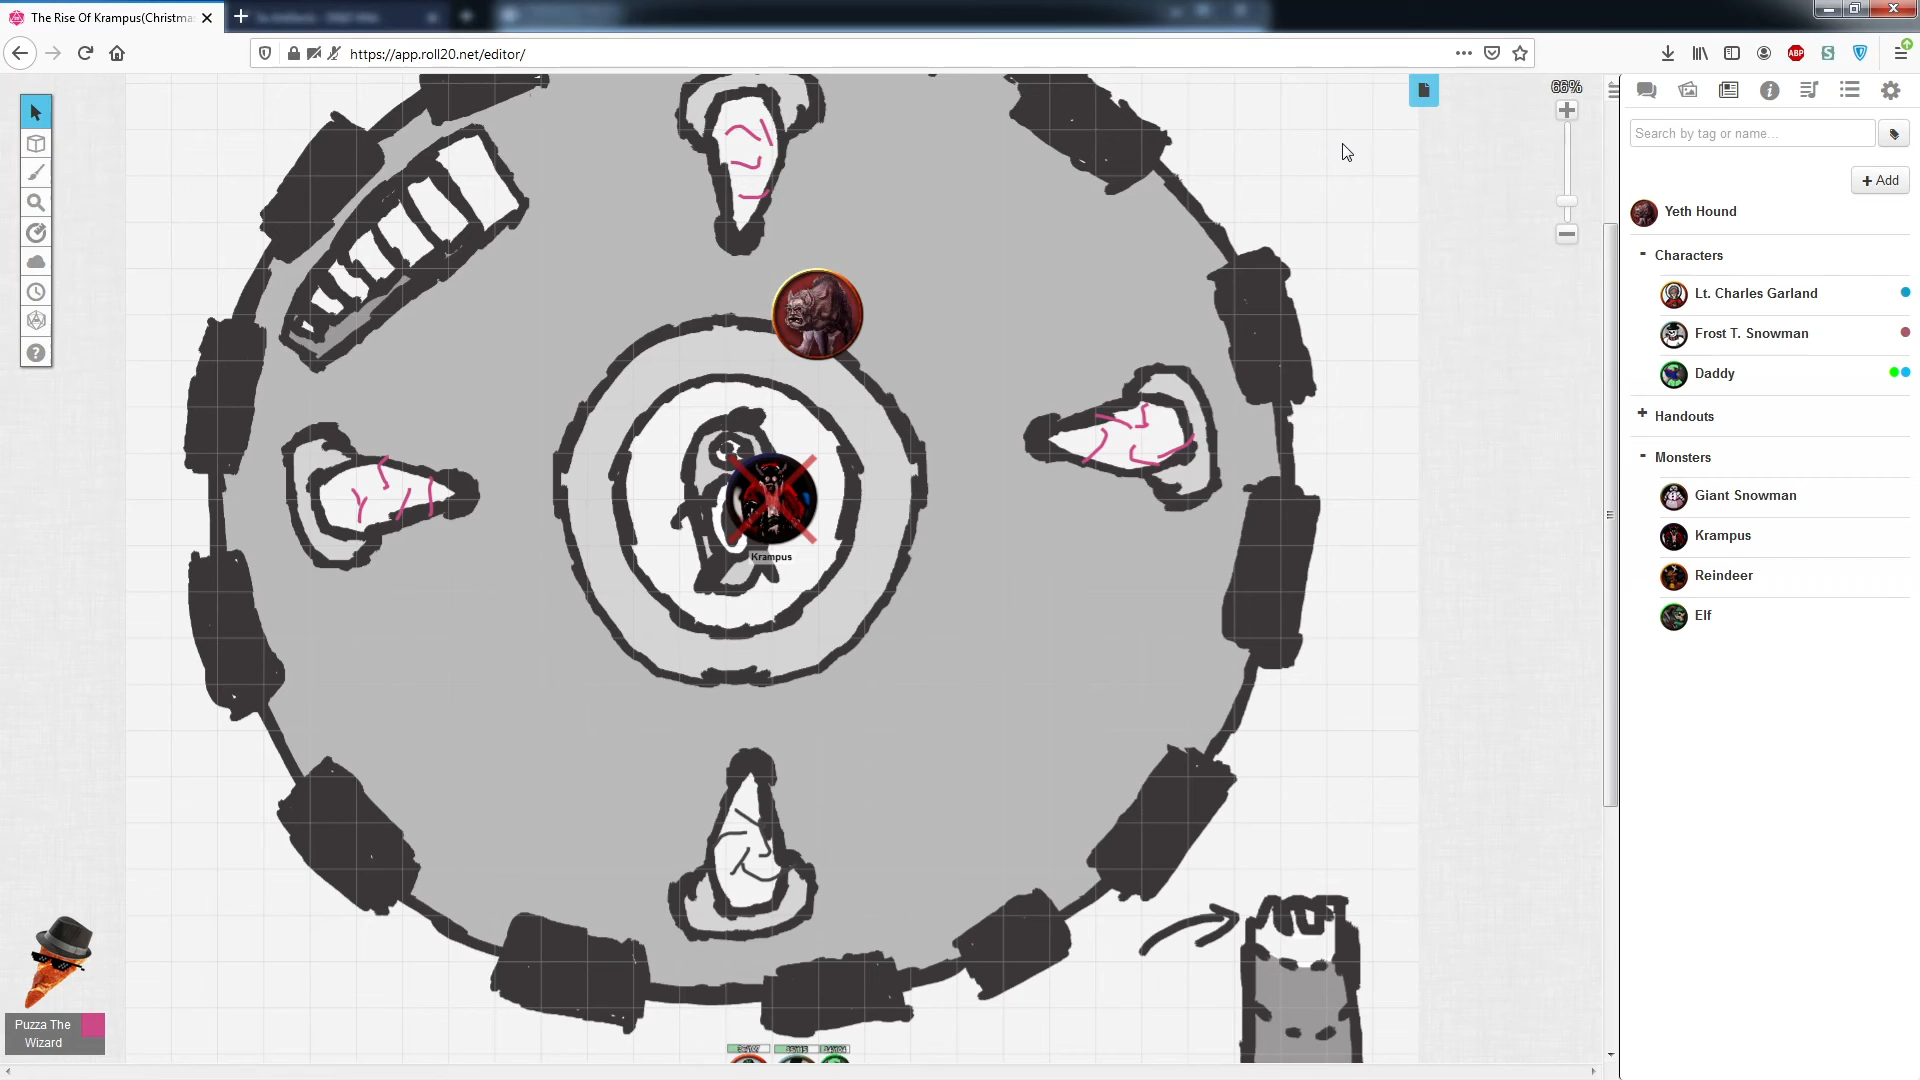 The Rise Of Krampus(Christma
https://app.roll20.net/editor/
ABP
66%
Search by tag or name...
+ Add
Yeth Hound
- Characters
Lt. Charles Garland
Frost T. Snowman
Daddy
+ Handouts
- Monsters
Giant Snowman
Krampus
Reindeer
Elf
Krampus
Puzza The
Wizard